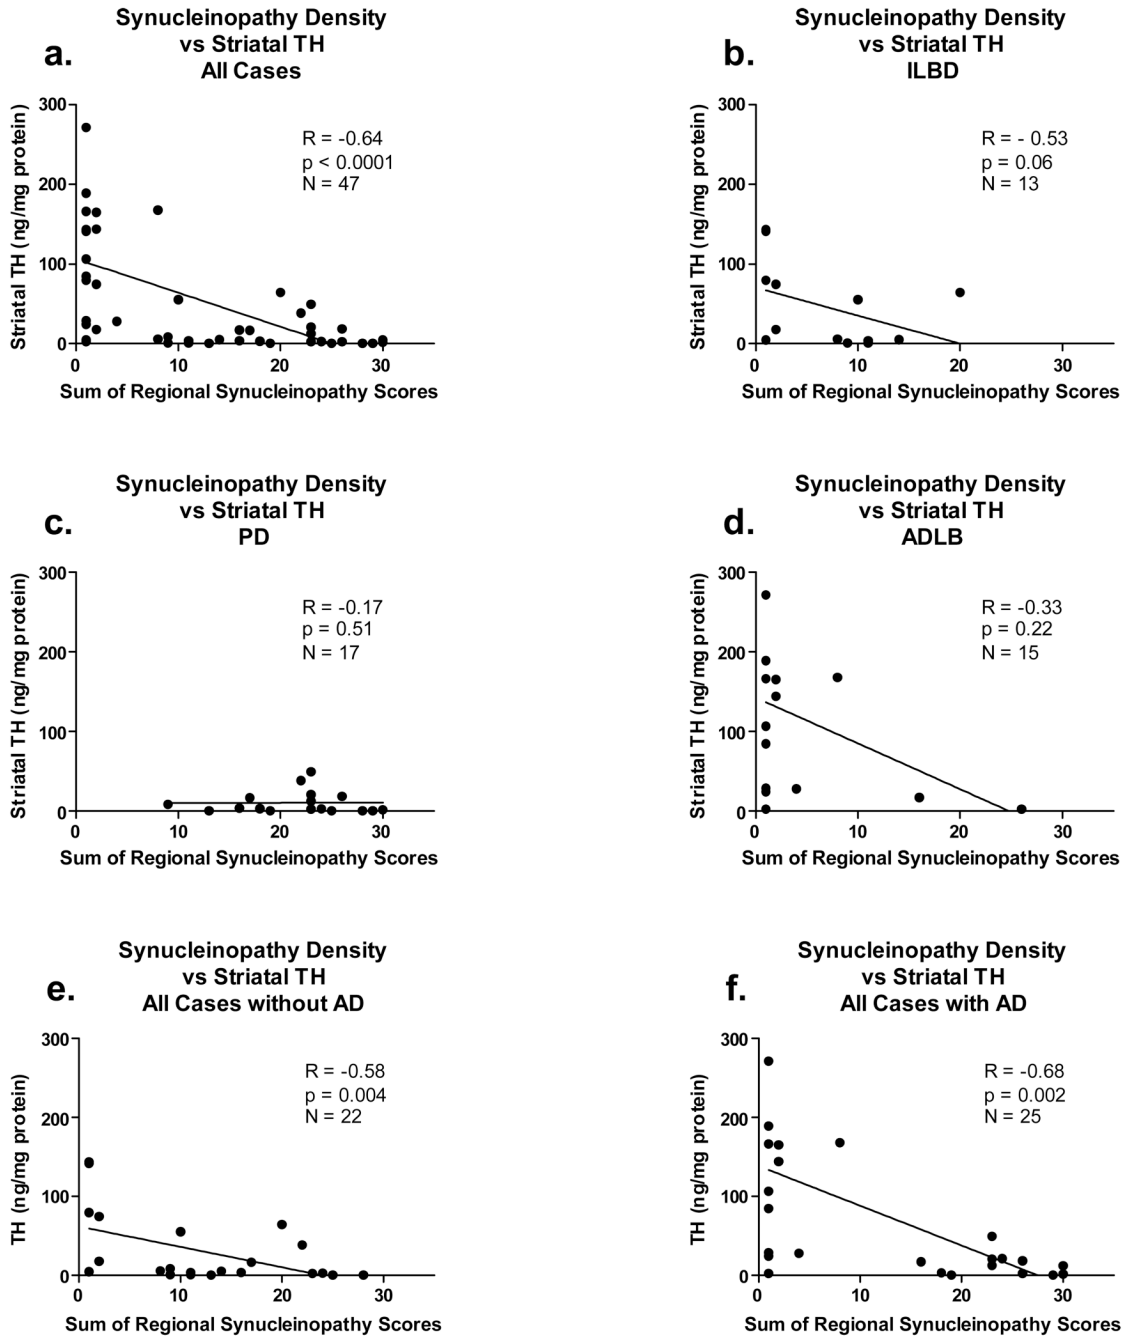 a.
Synucleinopathy Density
vs Striatal TH
All Cases
Striatal TH (ng/mg protein)
300
200
100
0
R = -0.64
p < 0.0001
N = 47
0 10 20 30
Sum of Regional Synucleinopathy Scores
b.
Synucleinopathy Density
vs Striatal TH
ILBD
Striatal TH (ng/mg protein)
300
200
100
0
R = - 0.53
p = 0.06
N = 13
0 10 20 30
Sum of Regional Synucleinopathy Scores
c.
Synucleinopathy Density
vs Striatal TH
PD
Striatal TH (ng/mg protein)
300
200
100
0
R = -0.17
p = 0.51
N = 17
0 10 20 30
Sum of Regional Synucleinopathy Scores
d.
Synucleinopathy Density
vs Striatal TH
ADLB
Striatal TH (ng/mg protein)
300
200
100
0
R = -0.33
p = 0.22
N = 15
0 10 20 30
Sum of Regional Synucleinopathy Scores
e.
Synucleinopathy Density
vs Striatal TH
All Cases without AD
TH (ng/mg protein)
300
200
100
0
R = -0.58
p = 0.004
N = 22
0 10 20 30
Sum of Regional Synucleinopathy Scores
f.
Synucleinopathy Density
vs Striatal TH
All Cases with AD
TH (ng/mg protein)
300
200
100
0
R = -0.68
p = 0.002
N = 25
0 10 20 30
Sum of Regional Synucleinopathy Scores